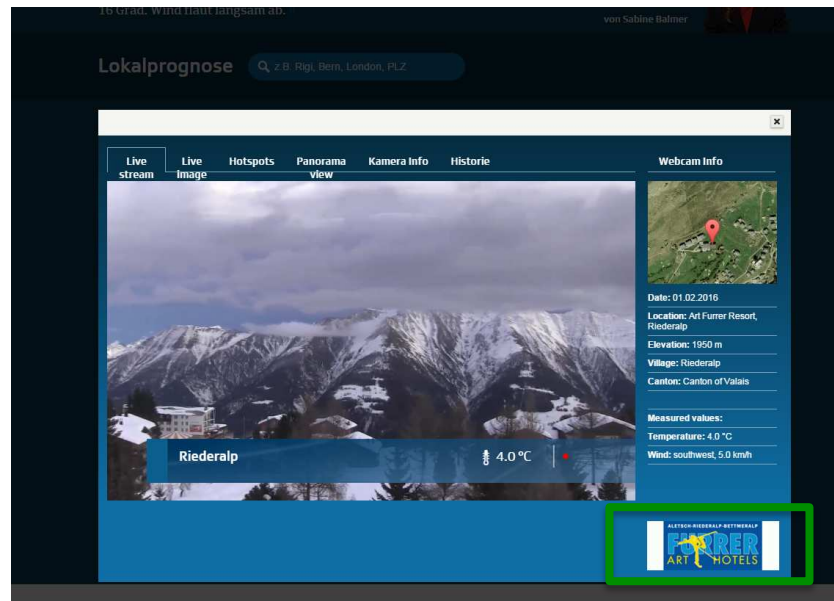 16 Grad. Wind flaut langsam ab.
von Sabine Balmer
Lokalprognose
z.B. Rigi, Bern, London, PLZ
Live stream
Live Image
Hotspots
Panorama view
Kamera Info
Historie
Webcam Info
Date: 01.02.2016
Location: Art Furrer Resort,
Riederalp
Elevation: 1950 m
Village: Riederalp
Canton: Canton of Valais
Measured values:
Temperature: 4.0 °C
Wind: southwest, 5.0 km/h
Riederalp
4.0 °C
ALETSCH-RIEDERALP-BETTMERALP
FURRER
ART HOTELS